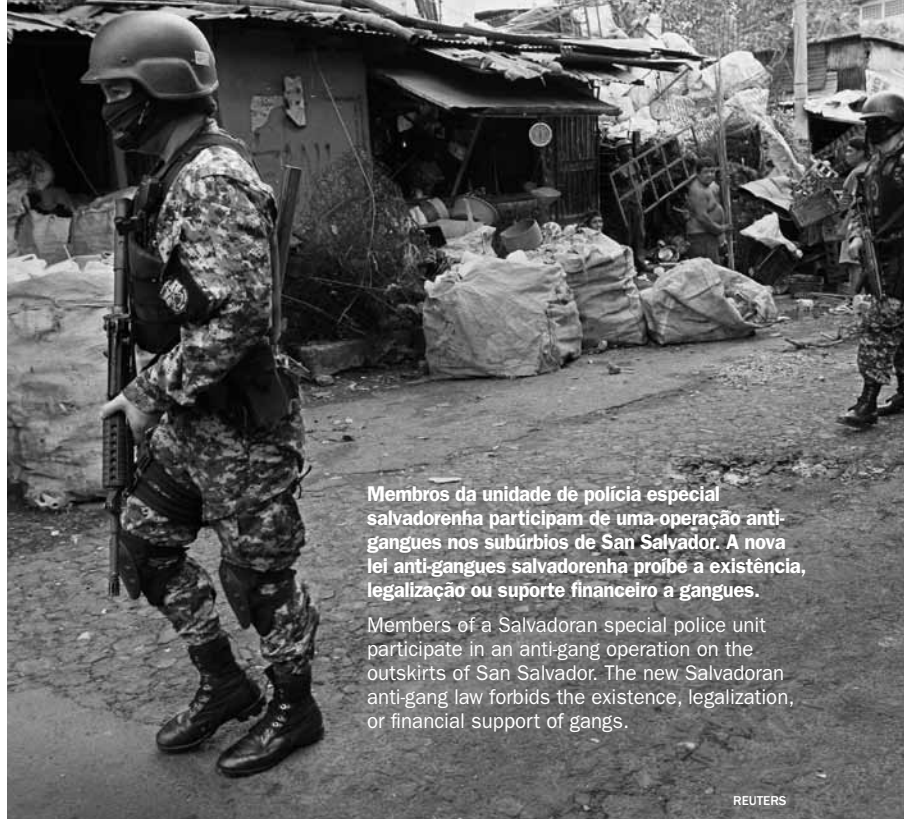 Membros da unidade de polícia especial
salvadorenha participam de uma operação anti-
gangues nos subúrbios de San Salvador. A nova
lei anti-gangues salvadorenha proíbe a existência,
legalização ou suporte financeiro a gangues.
Members of a Salvadoran special police unit
participate in an anti-gang operation on the
outskirts of San Salvador. The new Salvadoran
anti-gang law forbids the existence, legalization,
or financial support of gangs.
REUTERS